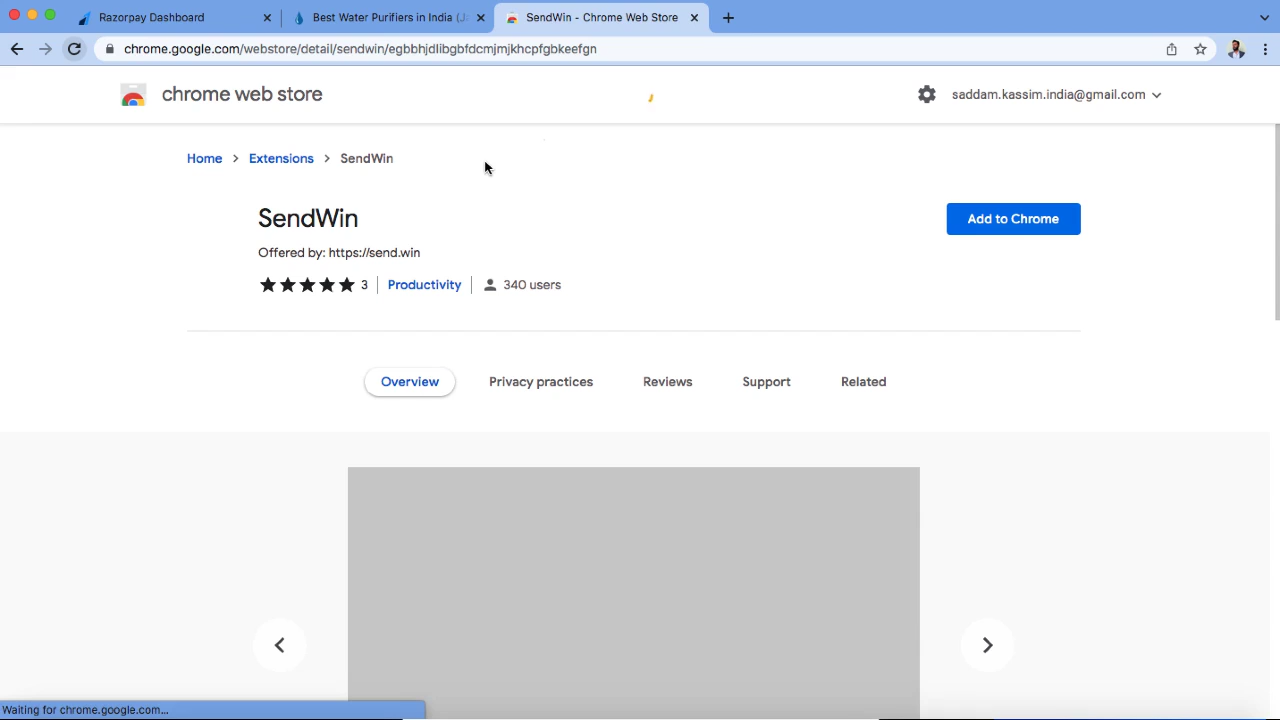 Razorpay Dashboard
Best Water Purifiers in India (Ja
SendWin - Chrome Web Store
chrome.google.com/webstore/detail/sendwin/egbbhjdlibgbfdcmjmjkhcpfgbkeefgn
chrome web store
saddam.kassim.india@gmail.com
Home > Extensions > SendWin
SendWin
Add to Chrome
Offered by: https://send.win
3 | Productivity | 340 users
Overview
Privacy practices
Reviews
Support
Related
Waiting for chrome.google.com...